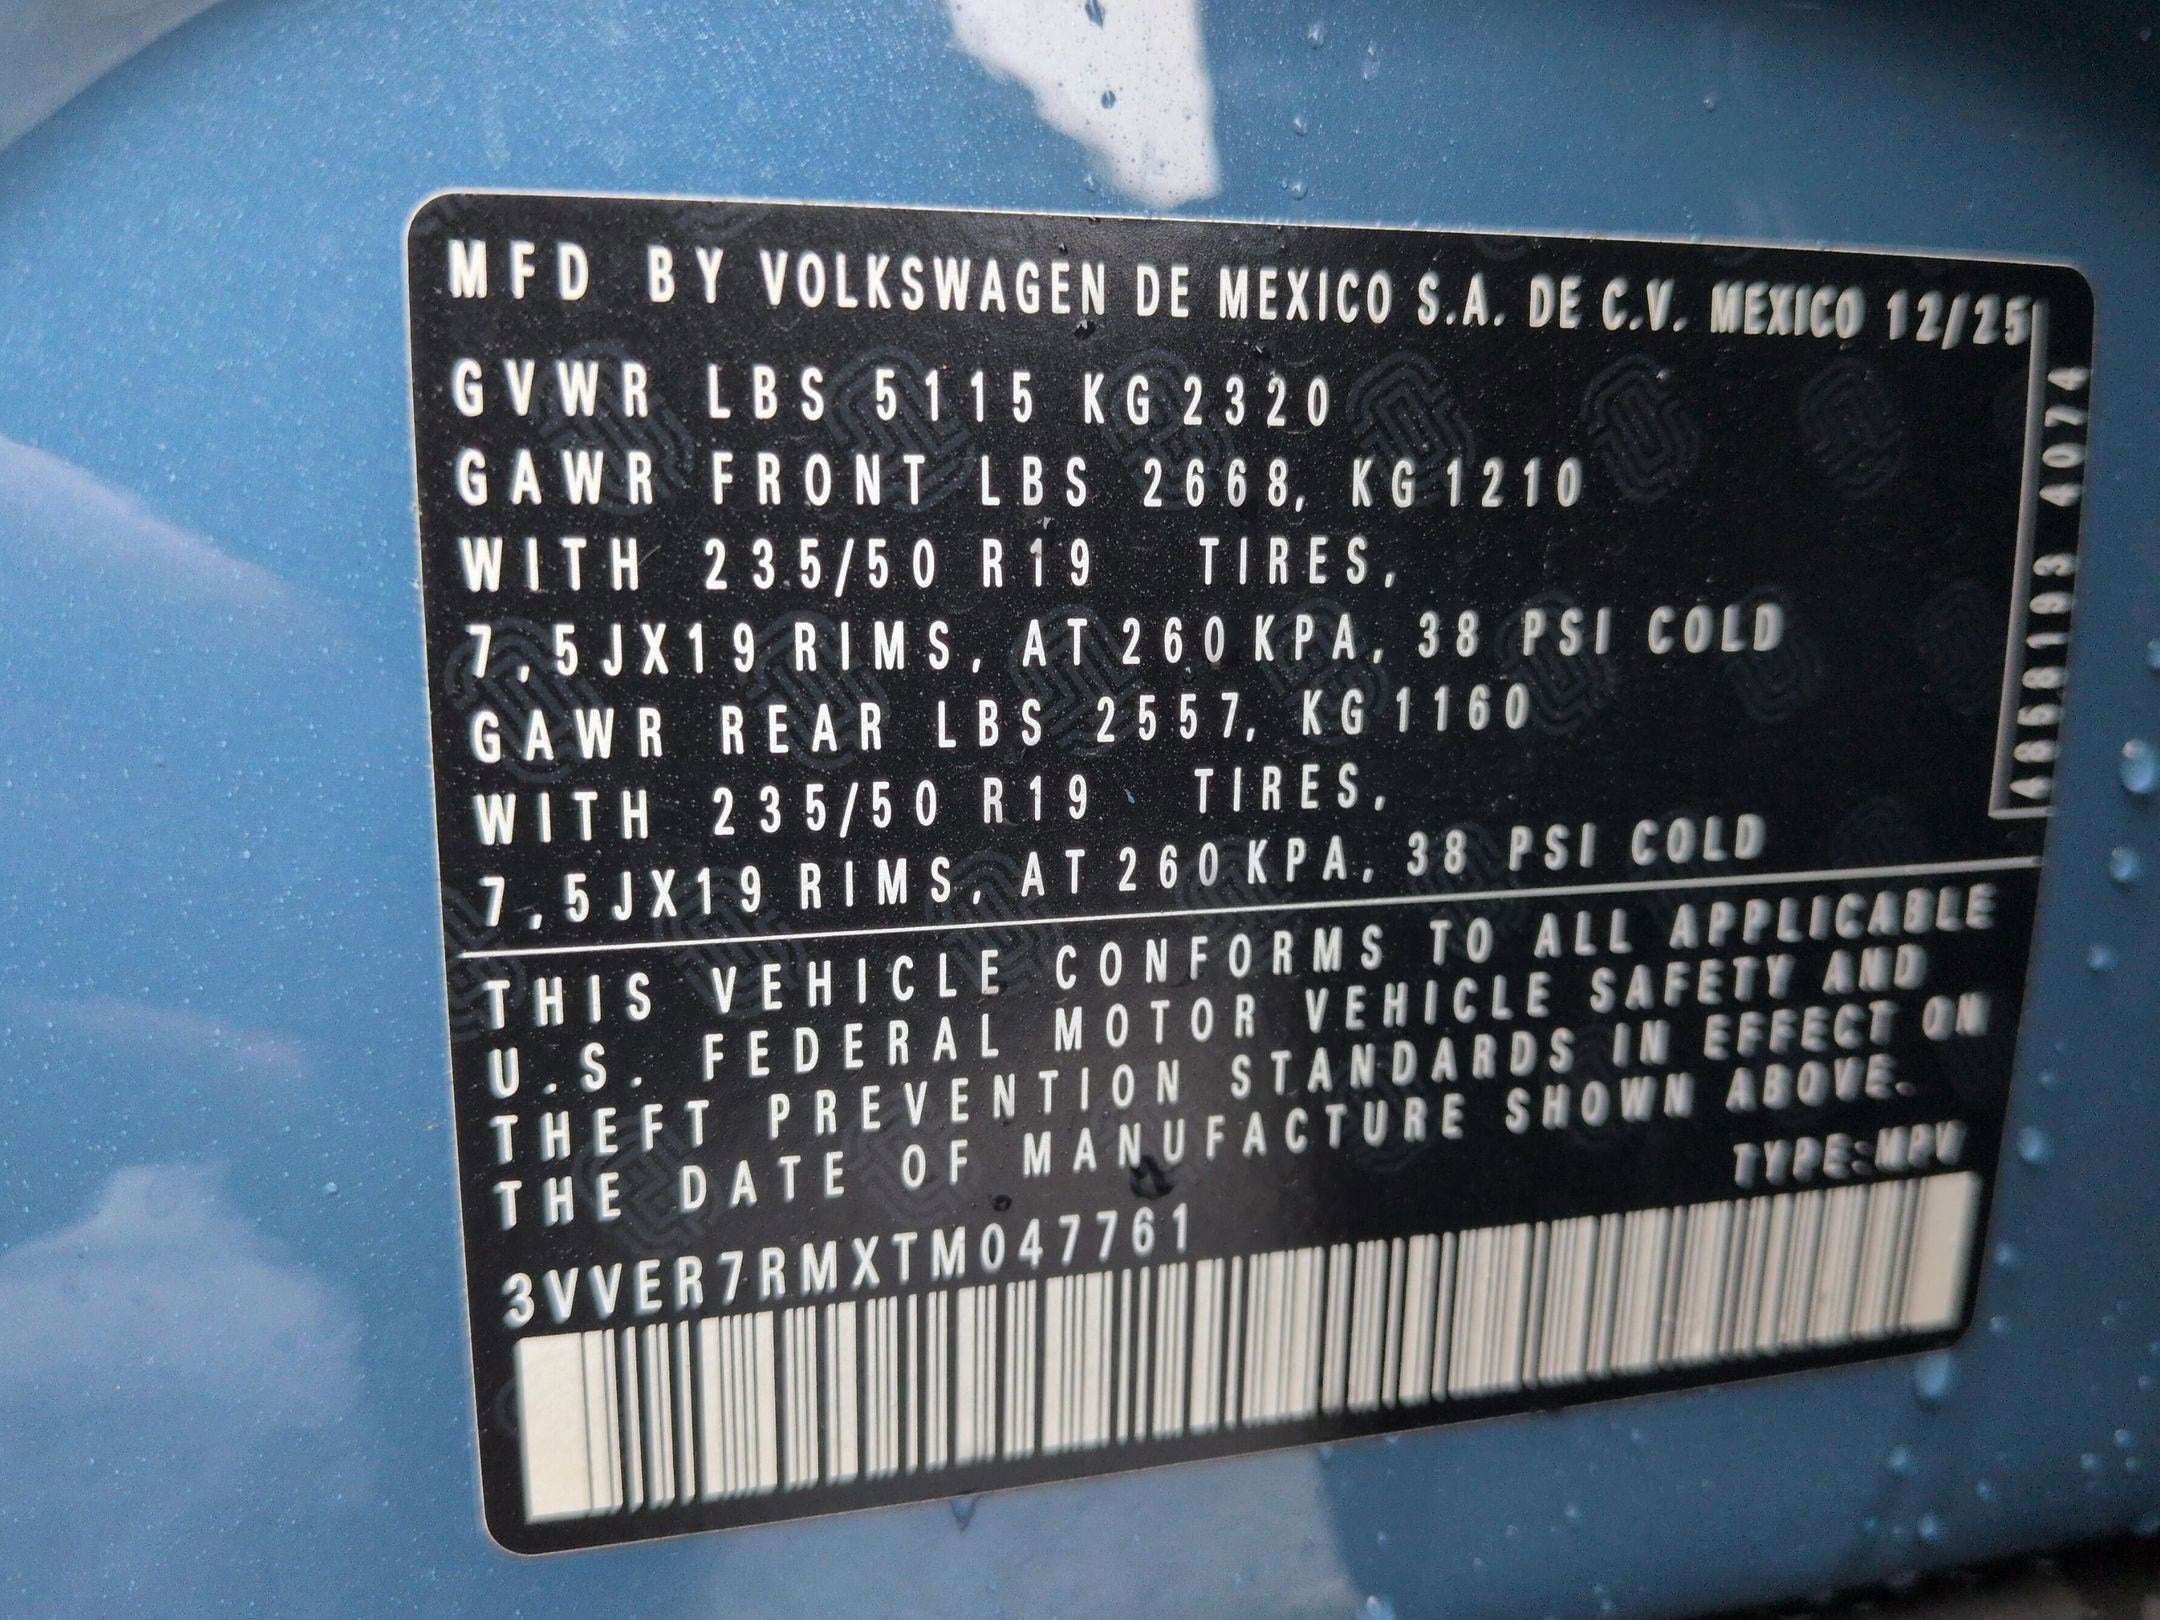 MFD BY VOLKSWAGEN DE MEXICO S.A. DE C.V. MEXICO 12/25
GVWR LBS 5115 KG 2320
GAWR FRONT LBS 2668, KG 1210
WITH 235/50 R19 TIRES,
7,5JX19 RIMS, AT 260 KPA, 38 PSI COLD
GAWR REAR LBS 2557, KG 1160
WITH 235/50 R19 TIRES,
7,5JX19 RIMS, AT 260 KPA, 38 PSI COLD
4658193 4074
THIS VEHICLE CONFORMS TO ALL APPLICABLE
U.S. FEDERAL MOTOR VEHICLE SAFETY AND
THEFT PREVENTION STANDARDS IN EFFECT ON
THE DATE OF MANUFACTURE SHOWN ABOVE.
TYPE:MPV
3VVER7RMXTM047761